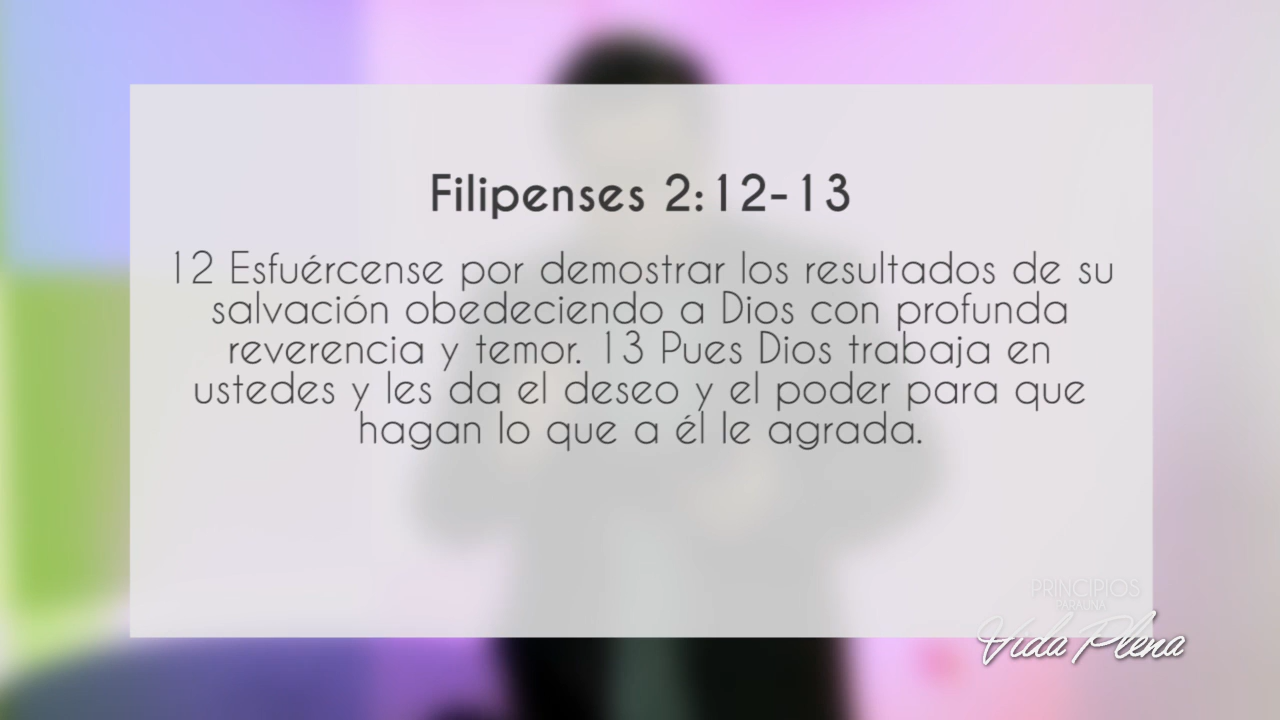 Filipenses 2:12-13
12 Esfuércense por demostrar los resultados de su
salvación obedeciendo a Dios con profunda
reverencia y temor. 13 Pues Dios trabaja en
ustedes y les da el deseo y el poder para que
hagan lo que a él le agrada.
PRINCIPIOS
PARA UNA
Vida Plena